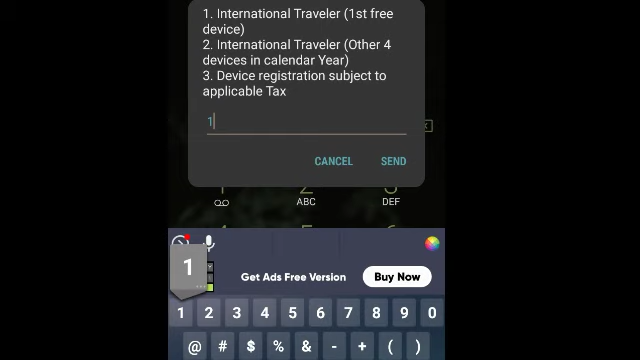 1. International Traveler (1st free
device)
2. International Traveler (Other 4
devices in calendar Year)
3. Device registration subject to
applicable Tax
1
CANCEL
SEND
ABC
DEF
1
Get Ads Free Version
Buy Now
1 2 3 4 5 6 7 8 9 0
@ # $ % & - + ( )